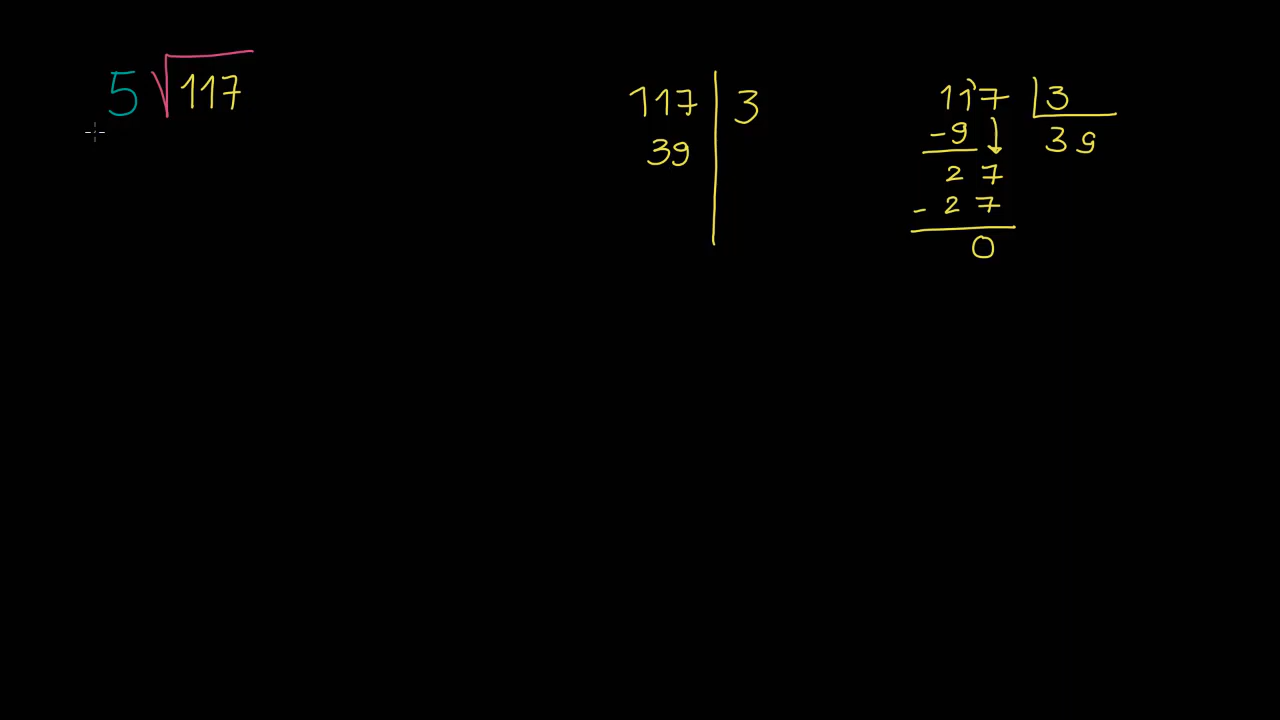 5√117
117 | 3
39
117 | 3
-9 ↓ 39
27
-27
0